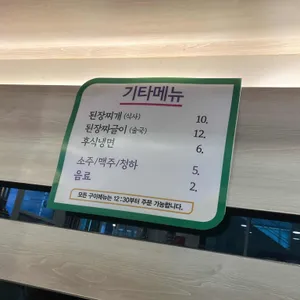 기타메뉴
된장찌개 (식사) 10.
된장짜글이 (술국) 12.
후식냉면 6.
소주/맥주/청하 5.
음료 2.
모든 구이메뉴는 12:30부터 주문 가능합니다.